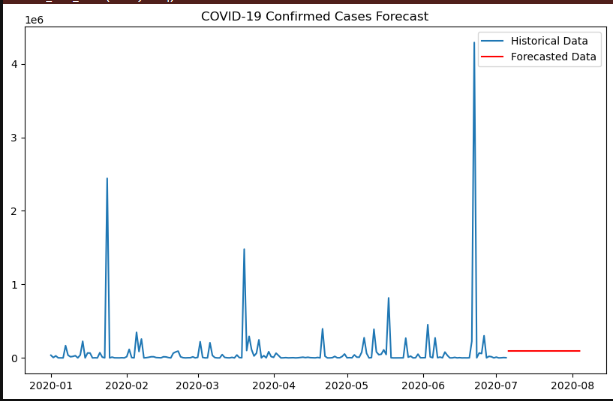 COVID-19 Confirmed Cases Forecast
1e6
Historical Data
Forecasted Data
4
3
2
1
0
2020-01 2020-02 2020-03 2020-04 2020-05 2020-06 2020-07 2020-08